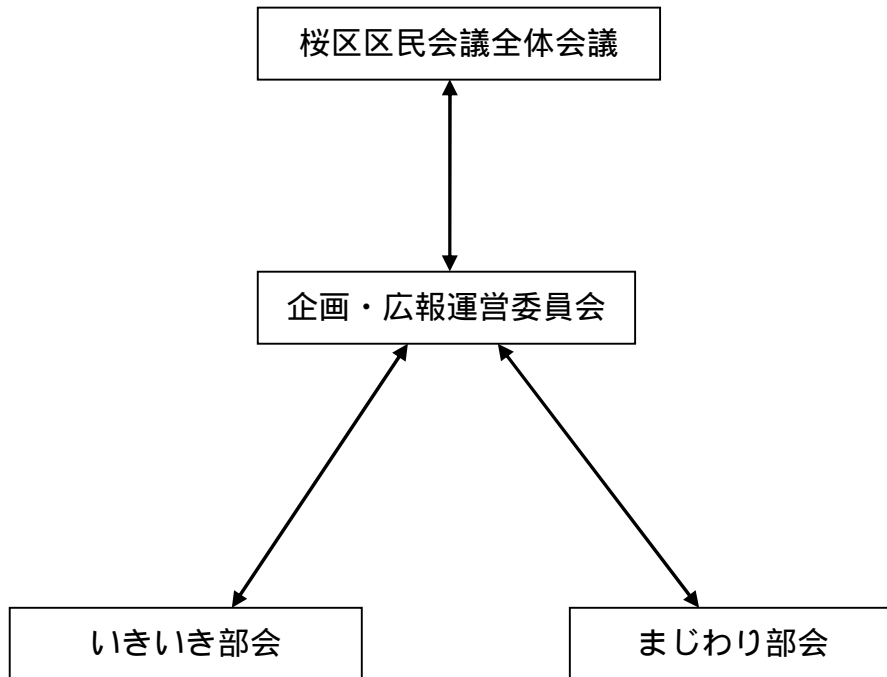 桜区区民会議全体会議
企画・広報運営委員会
いきいき部会
まじわり部会